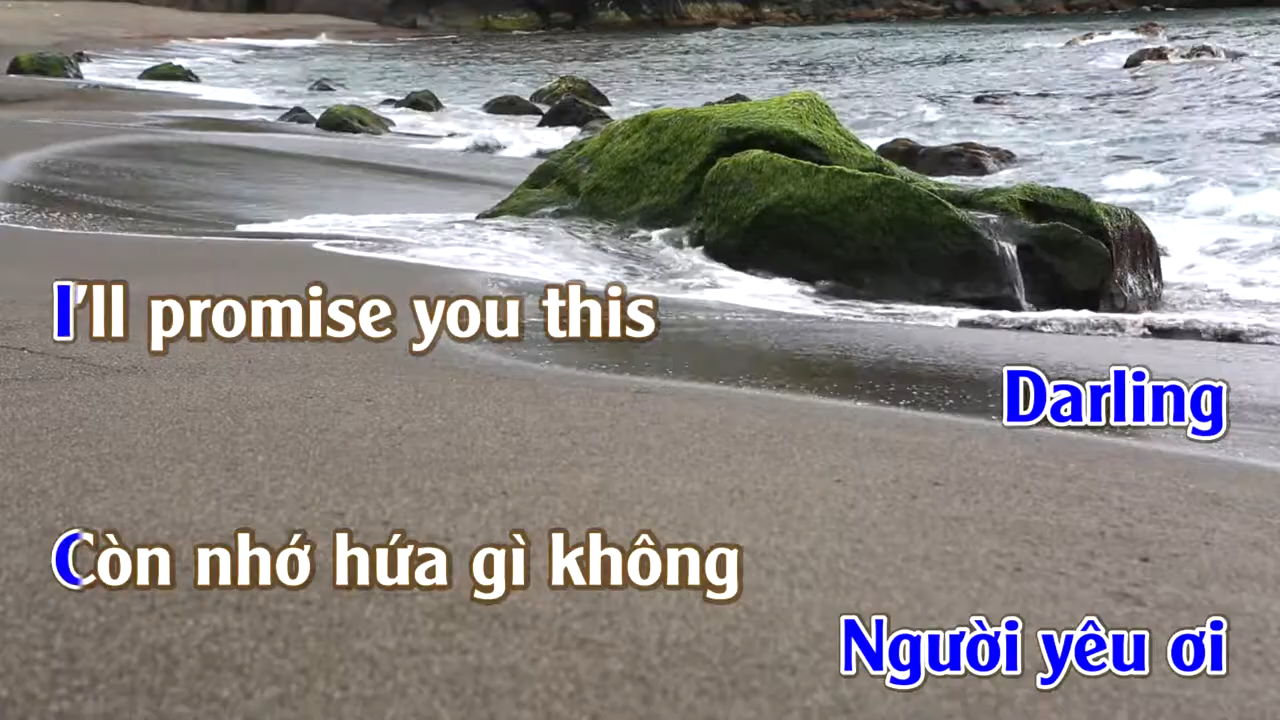 I'll promise you this
Darling
Còn nhớ hứa gì không
Người yêu ơi